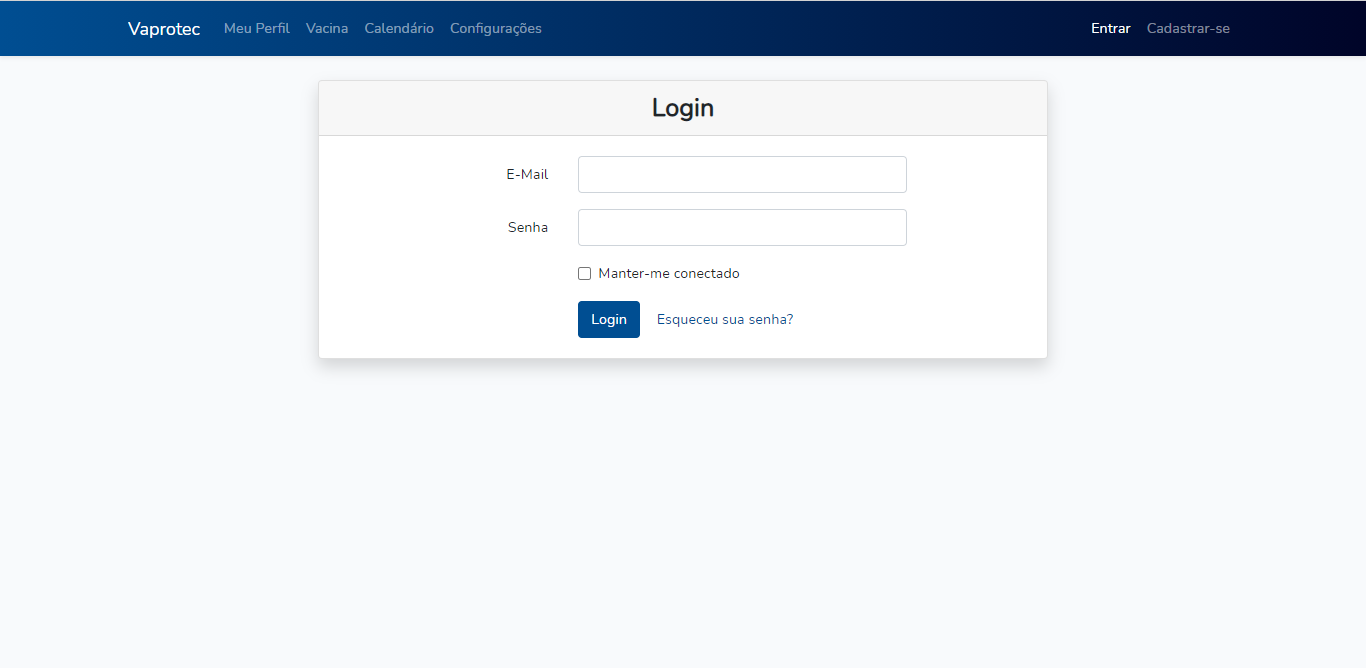 Vaprotec Meu Perfil Vacina Calendário Configurações Entrar Cadastrar-se
Login
E-Mail
Senha
Manter-me conectado
Login Esqueceu sua senha?